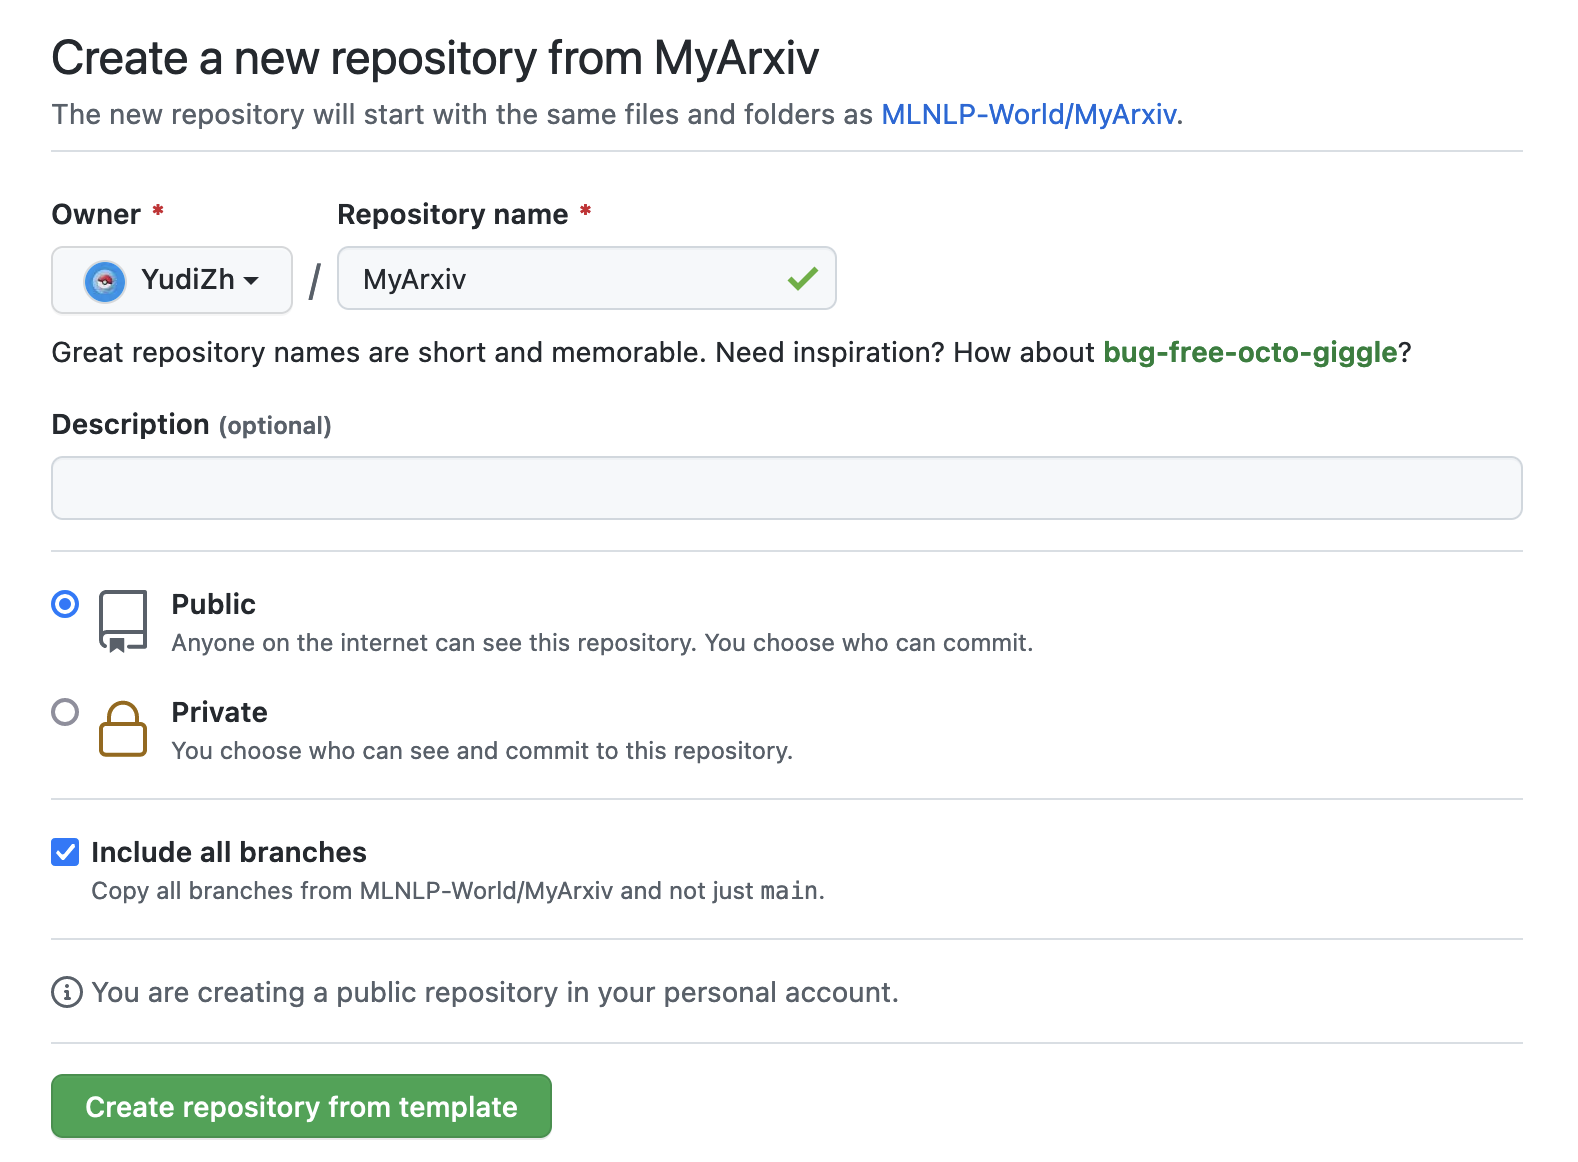 Create a new repository from MyArxiv
The new repository will start with the same files and folders as MLNLP-World/MyArxiv.
Owner * Repository name *
YudiZh / MyArxiv
Great repository names are short and memorable. Need inspiration? How about bug-free-octo-giggle?
Description (optional)
Public
Anyone on the internet can see this repository. You choose who can commit.
Private
You choose who can see and commit to this repository.
Include all branches
Copy all branches from MLNLP-World/MyArxiv and not just main.
You are creating a public repository in your personal account.
Create repository from template